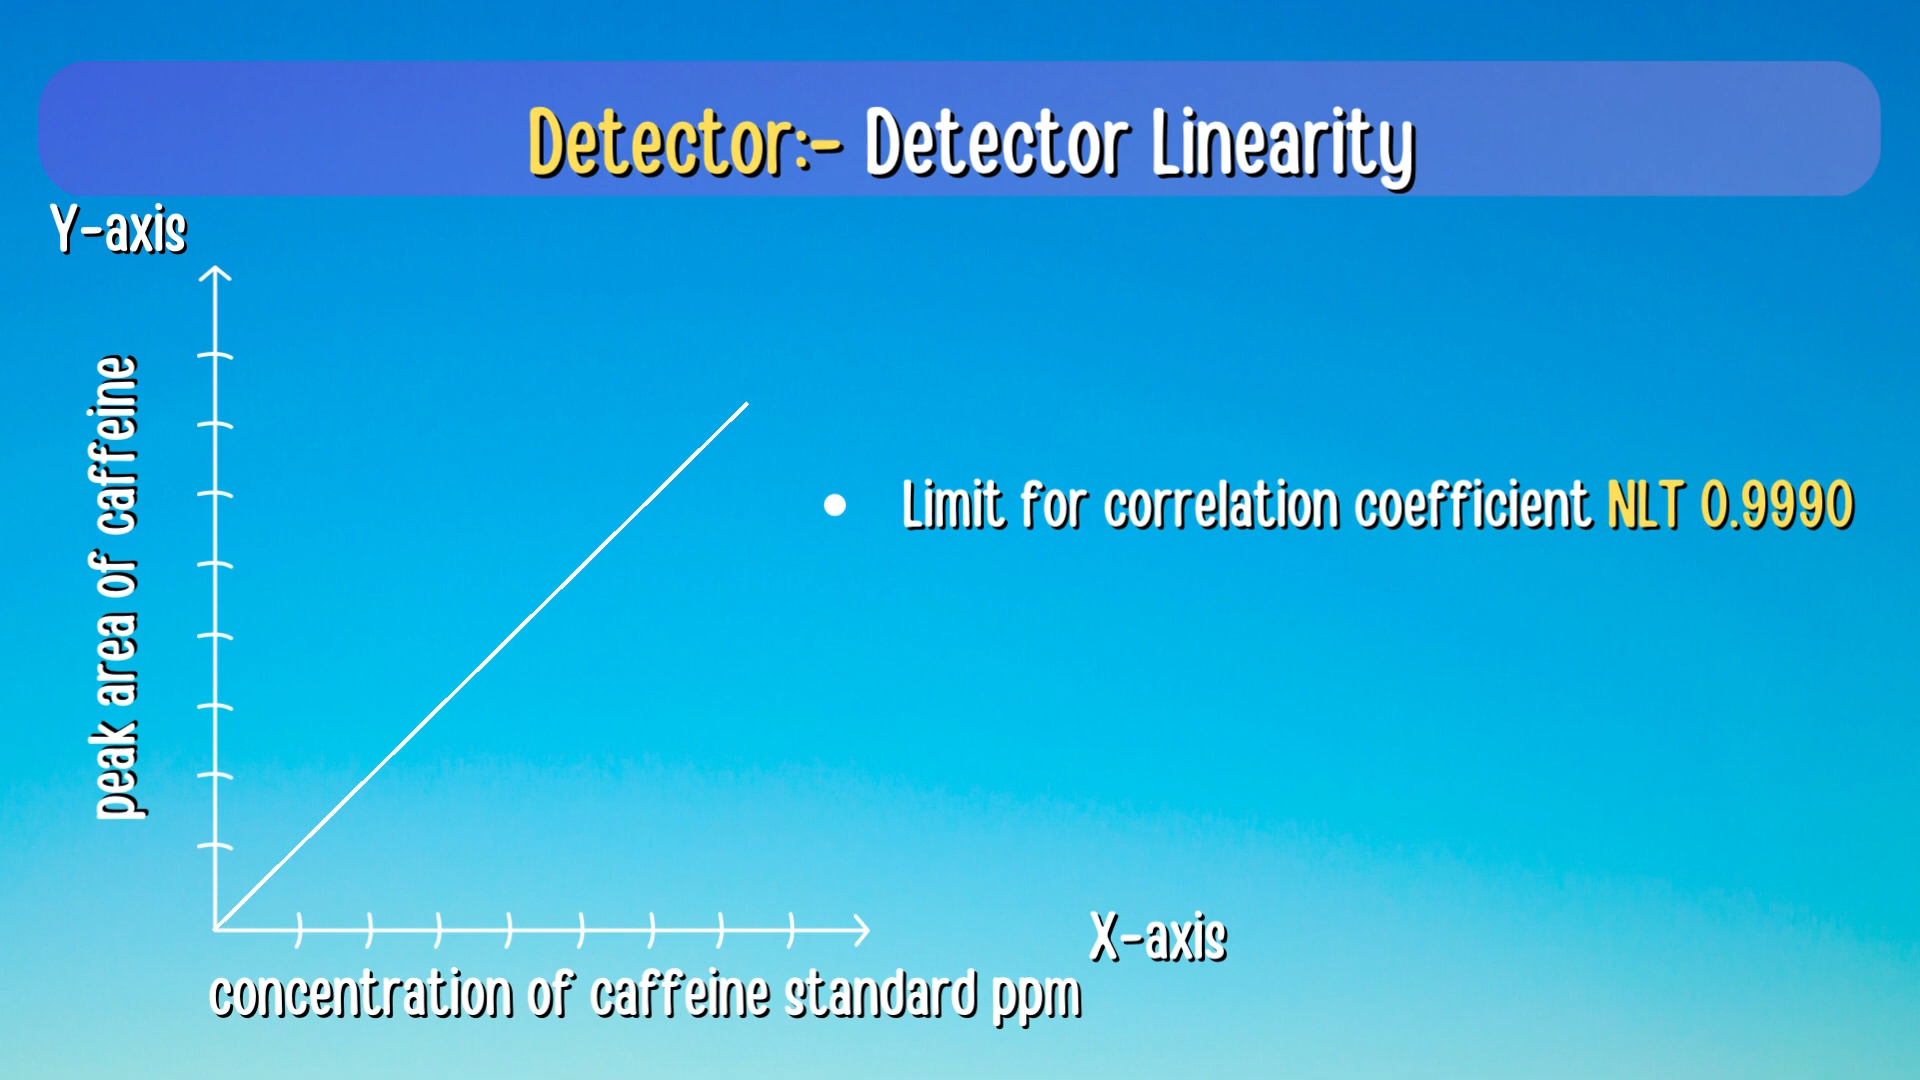 Detector:- Detector Linearity
Y-axis
peak area of caffeine
Limit for correlation coefficient NLT 0.9990
X-axis
concentration of caffeine standard ppm